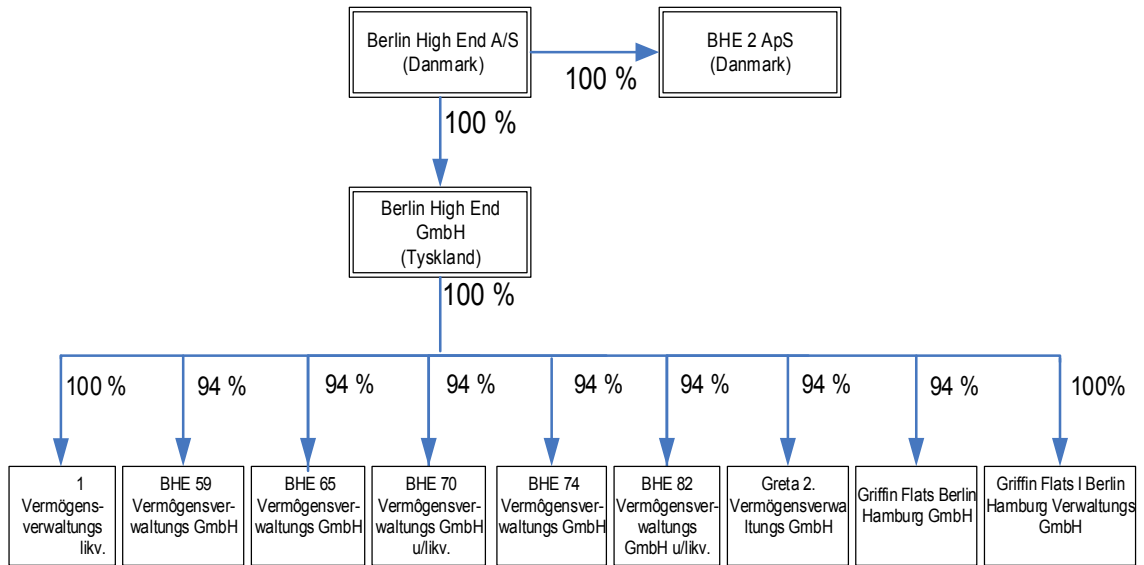 Berlin High End A/S
(Danmark)
BHE 2 ApS
(Danmark)
100 %
100 %
Berlin High End
GmbH
(Tyskland)
100 %
100 %
94 %
94 %
94 %
94 %
94 %
94 %
94 %
100%
1
Vermögens-
verwaltungs
likv.
BHE 59
Vermôgensver-
waltungs GmbH
BHE 65
Vermôgensver-
waltungs GmbH
BHE 70
Vermôgensver-
waltungs GmbH
u/likv.
BHE 74
Vermôgensver-
waltungs GmbH
BHE 82
Vermôgensver-
waltungs
GmbH u/likv.
Greta 2.
Vermôgensverwa
ltungs GmbH
Griffin Flats Berlin
Hamburg GmbH
Griffin Flats I Berlin
Hamburg Verwaltungs
GmbH